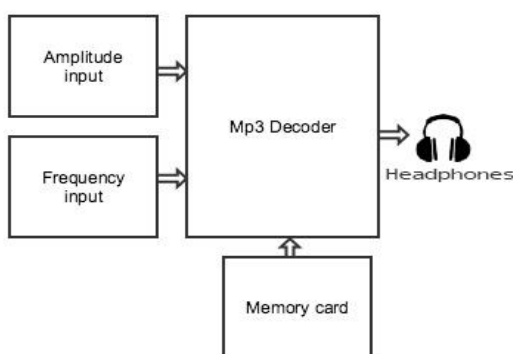 Amplitude
input
Mp3 Decoder
Frequency
input
Headphones
Memory card